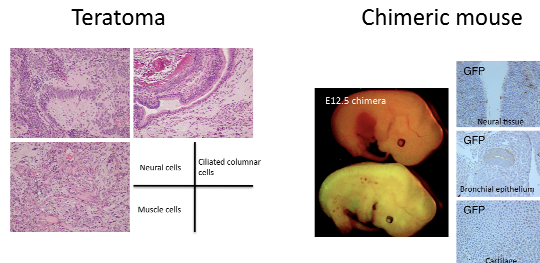 Teratoma
Neural cells
Ciliated columnar
cells
Muscle cells
Chimeric mouse
E12.5 chimera
GFP
Neural tissue
GFP
Bronchial epithelium
GFP
Cartilage